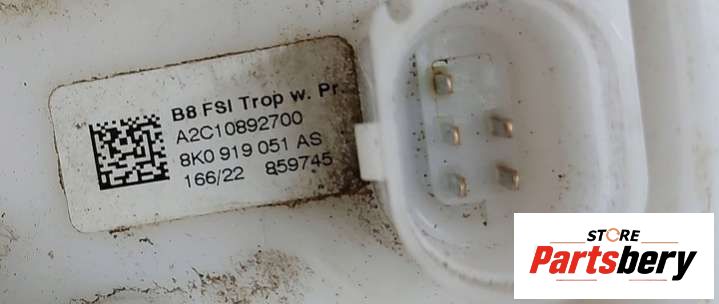 B8 FSI Trop w. Pr.
A2C10892700
8K0 919 051 AS
166/22 859745
STORE
Partsbery